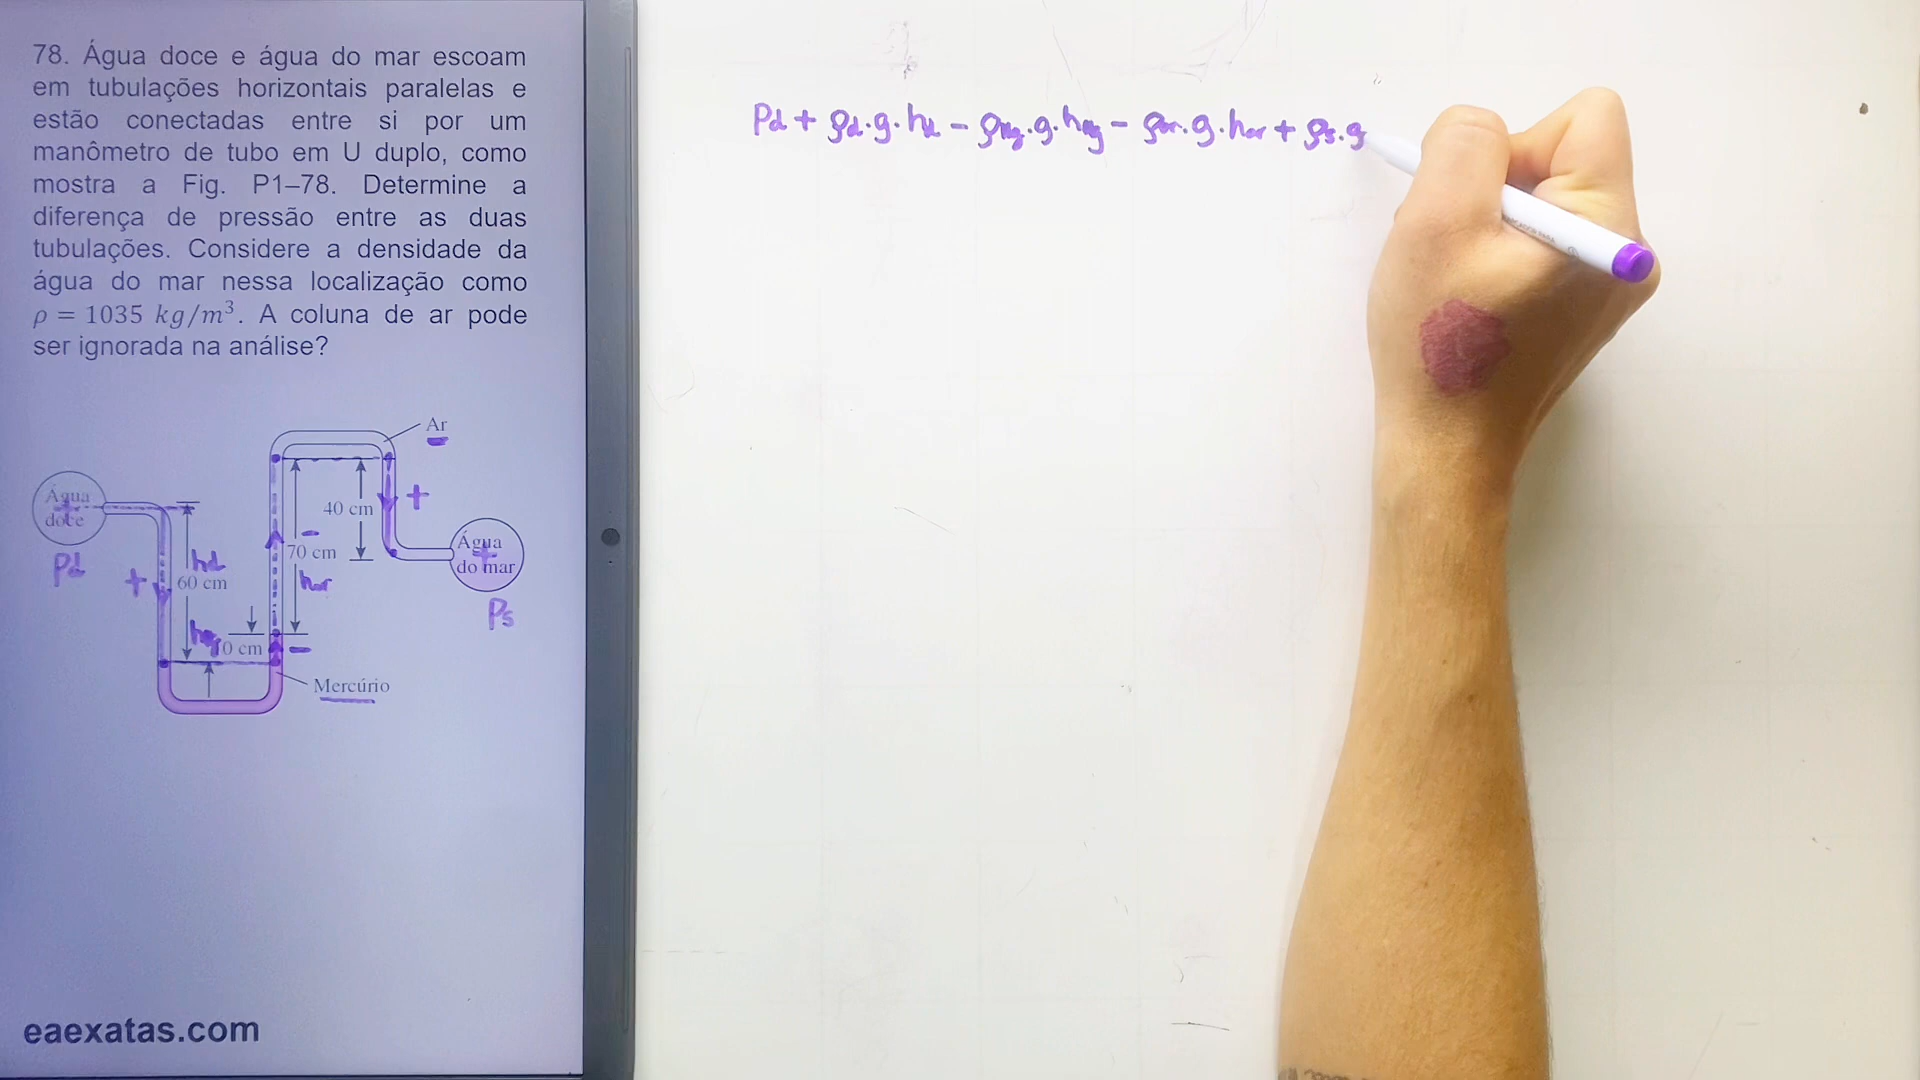 78. Água doce e água do mar escoam
em tubulações horizontais paralelas e
estão conectadas entre si por um
manômetro de tubo em U duplo, como
mostra a Fig. P1–78. Determine a
diferença de pressão entre as duas
tubulações. Considere a densidade da
água do mar nessa localização como
ρ = 1035 kg/m³. A coluna de ar pode
ser ignorada na análise?
Pd + ρd.g.hd - ρHg.g.hHg - ρar.g.har + ρs.g
Ar
Água
doce
Pd
+
hd
60 cm
hHg
0 cm
-
70 cm
har
-
40 cm
+
Água
do mar
Ps
Mercúrio
eaexatas.com